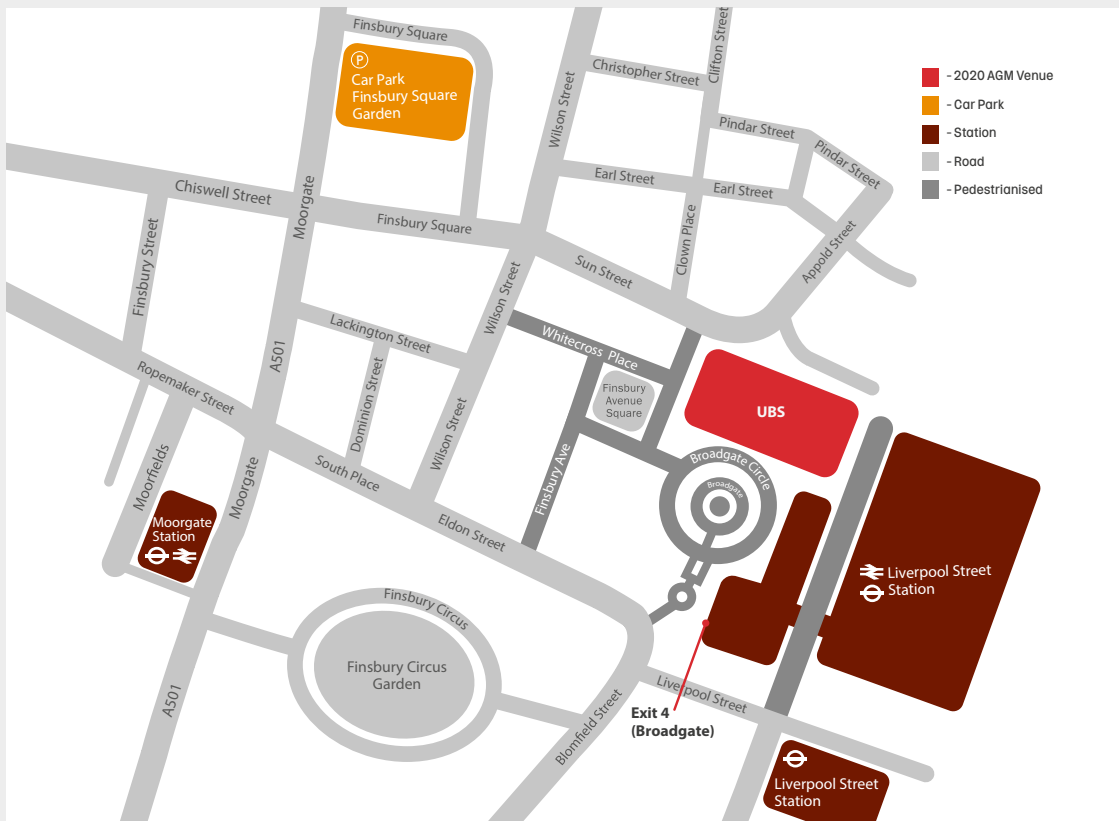 Finsbury Square
P
Car Park
Finsbury Square
Garden
Christopher Street
Clifton Street
Wilson Street
Pindar Street
Pindar Street
- 2020 AGM Venue
- Car Park
- Station
- Road
- Pedestrianised
Chiswell Street
Moorgate
Finsbury Square
Earl Street
Earl Street
Clown Place
Appold Street
Finsbury Street
Sun Street
Wilson Street
Lackington Street
A501
Whitecross Place
Ropemaker Street
Dominion Street
Finsbury
Avenue
Square
UBS
Wilson Street
Moorfields
Moorgate
South Place
Finsbury Ave
Broadgate Circle
Broadgate
Eldon Street
Moorgate
Station
Liverpool Street
Station
Finsbury Circus
Finsbury Circus
Garden
A501
Blomfield Street
Liverpool Street
Exit 4
(Broadgate)
Liverpool Street
Station